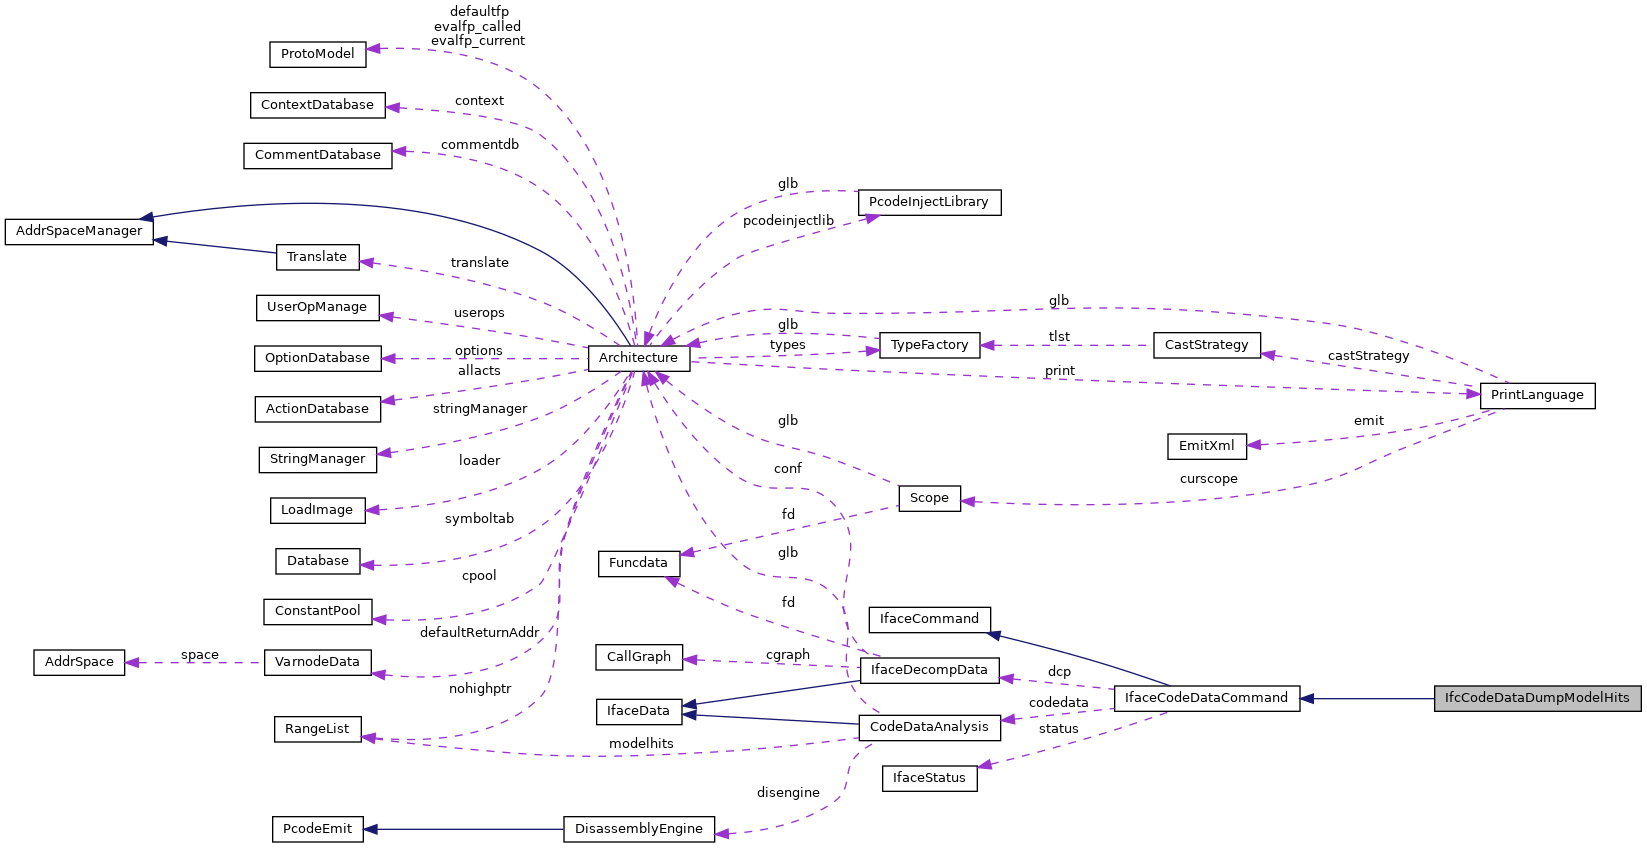 defaultfp
evalfp_called
evalfp_current
ProtoModel
context
ContextDatabase
commentdb
CommentDatabase
glb
PcodeInjectLibrary
pcodeinjectlib
AddrSpaceManager
Translate
translate
UserOpManage
userops
glb
glb
OptionDatabase
options
Architecture
types
TypeFactory
tlst
CastStrategy
castStrategy
allacts
print
PrintLanguage
ActionDatabase
stringManager
glb
emit
EmitXml
StringManager
loader
conf
curscope
Scope
LoadImage
symboltab
fd
Database
glb
Funcdata
cpool
ConstantPool
fd
IfaceCommand
defaultReturnAddr
AddrSpace
space
VarnodeData
CallGraph
cgraph
IfaceDecompData
dcp
nohighptr
IfaceData
codedata
IfaceCodeDataCommand
IfcCodeDataDumpModelHits
RangeList
modelhits
CodeDataAnalysis
status
IfaceStatus
disengine
PcodeEmit
DisassemblyEngine